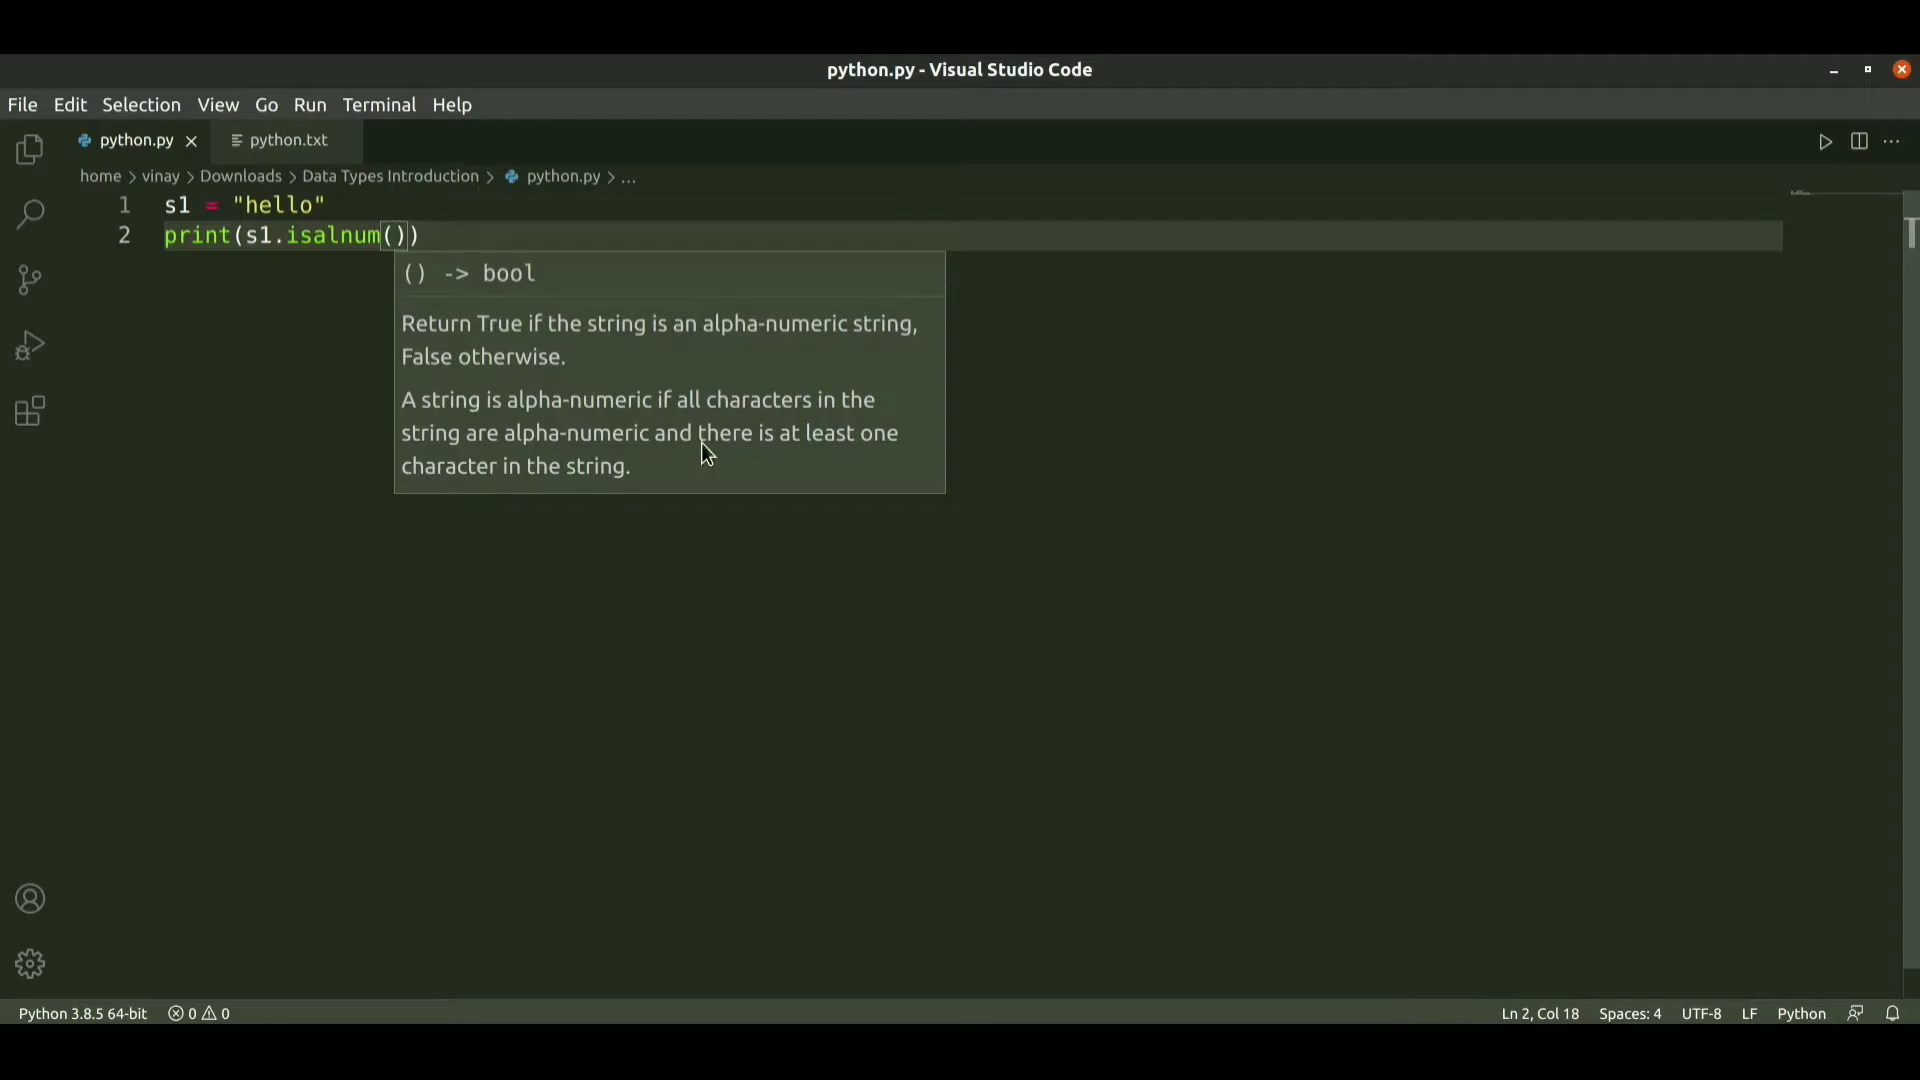 python.py - Visual Studio Code
File Edit Selection View Go Run Terminal Help
python.py python.txt
home > vinay > Downloads > Data Types Introduction > python.py > ...
1 s1 = "hello"
2 print(s1.isalnum())
() -> bool
Return True if the string is an alpha-numeric string,
False otherwise.
A string is alpha-numeric if all characters in the
string are alpha-numeric and there is at least one
character in the string.
Python 3.8.5 64-bit 0 0 Ln 2, Col 18 Spaces: 4 UTF-8 LF Python